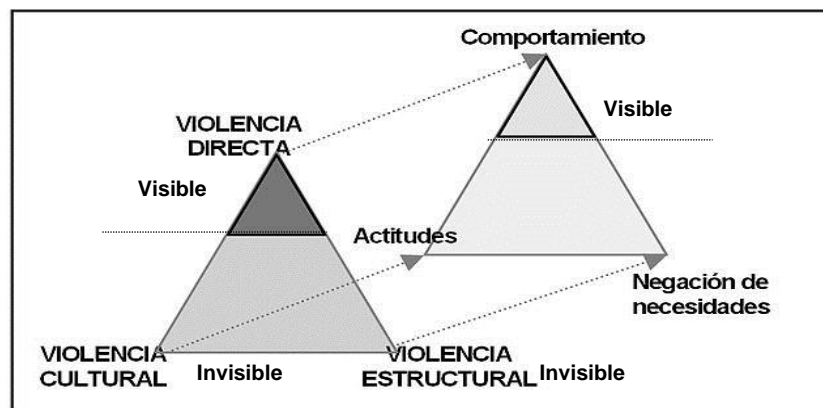 Comportamiento
Visible
VIOLENCIA
DIRECTA
Visible
Actitudes
Negación de
necesidades
VIOLENCIA
CULTURAL
Invisible
VIOLENCIA
ESTRUCTURAL
Invisible